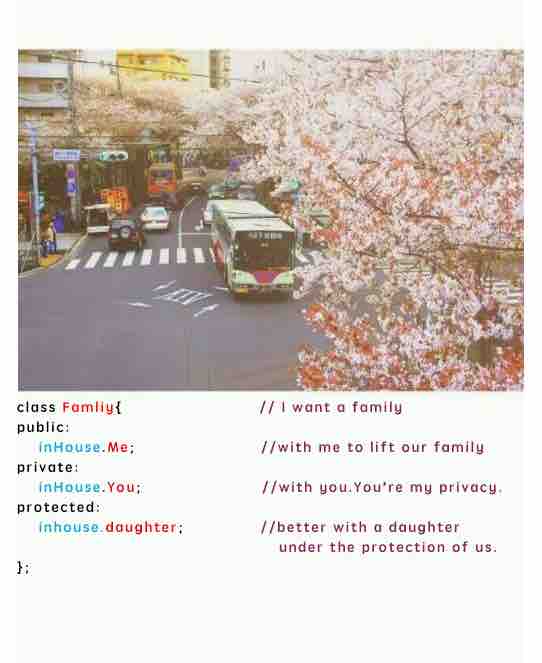 class Famliy{ // I want a family
public:
inHouse.Me; //with me to lift our family
private:
inHouse.You; //with you.You're my privacy.
protected:
inhouse.daughter; //better with a daughter
under the protection of us.
};